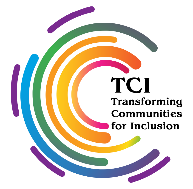 TCI
Transforming
Communities
for Inclusion